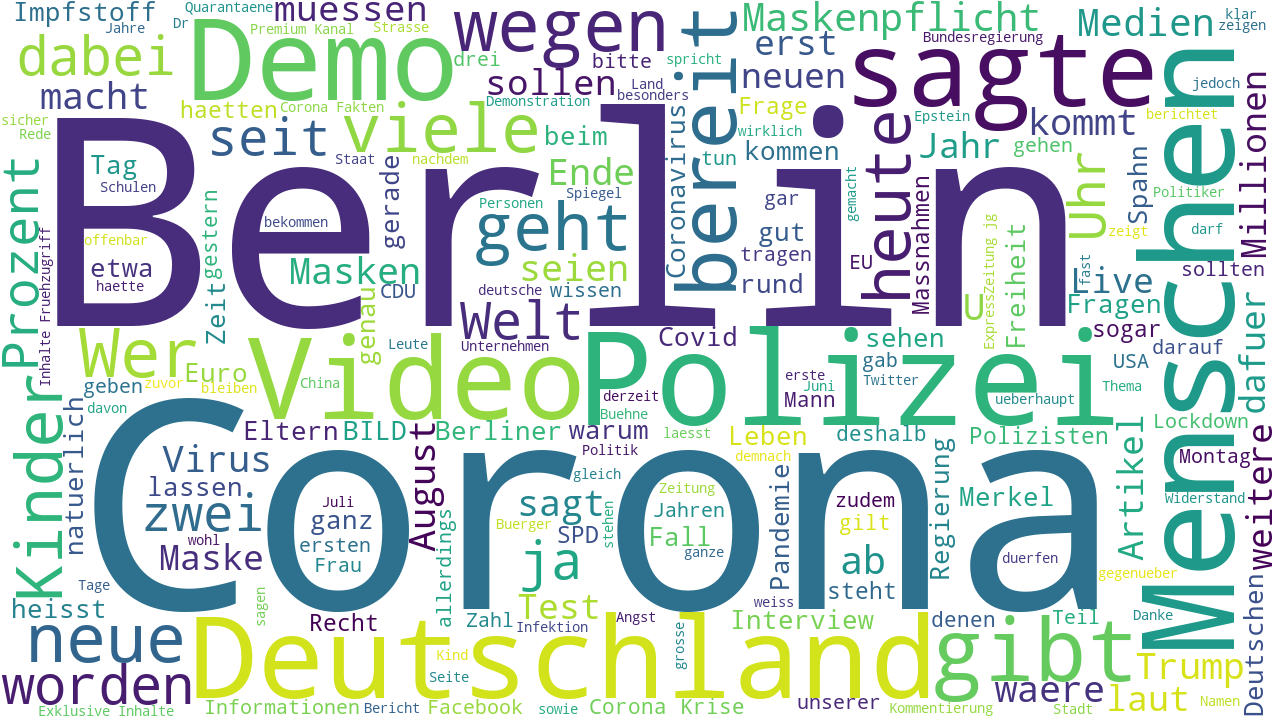 Impfstoff
Quarantaene
muessen
Maskenpflicht
Medien
klar
zeigen
Jahre
Dr
Premium Kanal
Strasse
Demo
wegen
erst
Bundesregierung
sagte
dabei
drei
bitte
spricht
neuen
jedoch
macht
sollen
Land
besonders
haetten
Corona Fakten
Demonstration
Frage
Epstein
kommt
berichtet
sicher
Rede
seit
viele
beim
Coronavirus
bereit
wirklich
kommen
heute
Jahr
gehen
Menschen
Millionen
Tag
Staat
nachdem
Ende
tun
Spahn
Schulen
gerade
Spiegel
gar
gemacht
Massnahmen
Uhr
Politiker
Prozent
Berlin
Zeitgestern
bekommen
Personen
geht
gut
darf
offenbar
zeigt
Inhalte Fruehzugriff
etwa
Masken
seien
tragen
EU
ExpressZeitung jg
Freiheit
fast
sollten
haette
genau
CDU
deutsche
wissen
rund
Live
Welt
U
Fragen
dafuer
Wer
Leute
Unternehmen
Covid
sehen
sogar
darauf
Euro
Video
Polizei
gab
USA
geben
zuvor
bleiben
China
erste
Juni
Twitter
Thema
Kinder
davon
derzeit
Mann
ueberhaupt
Buehne
natuerlich
Eltern
BILD
August
Berliner
warum
laesst
Leben
deshalb
Polizisten
Artikel
Lockdown
weitere
Virus
Politik
demnach
Regierung
Montag
lassen
Corona
gleich
Zeitung
Pandemie
Merkel
Widerstand
zwei
Juli
ganz
sagt
Jahren
zudem
wohl
ersten
allerdings
Buerger
SPD
stehen
Fall
ganze
gilt
Maske
Frau
ja
ab
duerfen
gegenueber
Tage
steht
Deutschen
heisst
sagen
Recht
Zahl
Test
Angst
weiss
Interview
denen
Teil
Danke
Infektion
neue
Deutschland
Kind
grosse
gibt
Trump
Seite
worden
waere
laut
Namen
Exklusive Inhalte
Informationen
Bericht
Facebook
sowie
Corona Krise
unserer
Kommentierung
Stadt